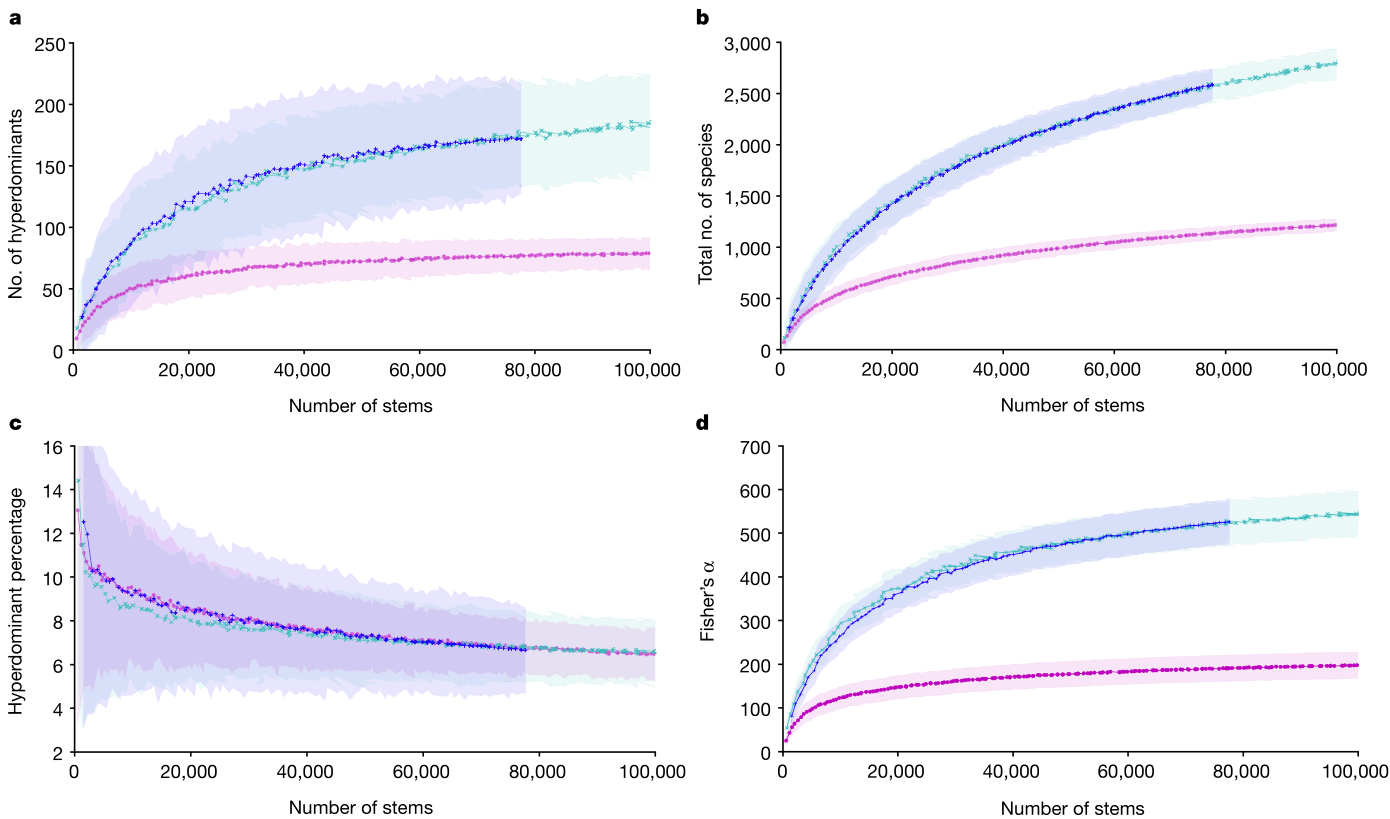 a
No. of hyperdominants
250
200
150
100
50
0
0 20,000 40,000 60,000 80,000 100,000
Number of stems
b
Total no. of species
3,000
2,500
2,000
1,500
1,000
500
0
0 20,000 40,000 60,000 80,000 100,000
Number of stems
c
Hyperdominant percentage
16
14
12
10
8
6
4
2
0 20,000 40,000 60,000 80,000 100,000
Number of stems
d
Fisher's α
700
600
500
400
300
200
100
0
0 20,000 40,000 60,000 80,000 100,000
Number of stems